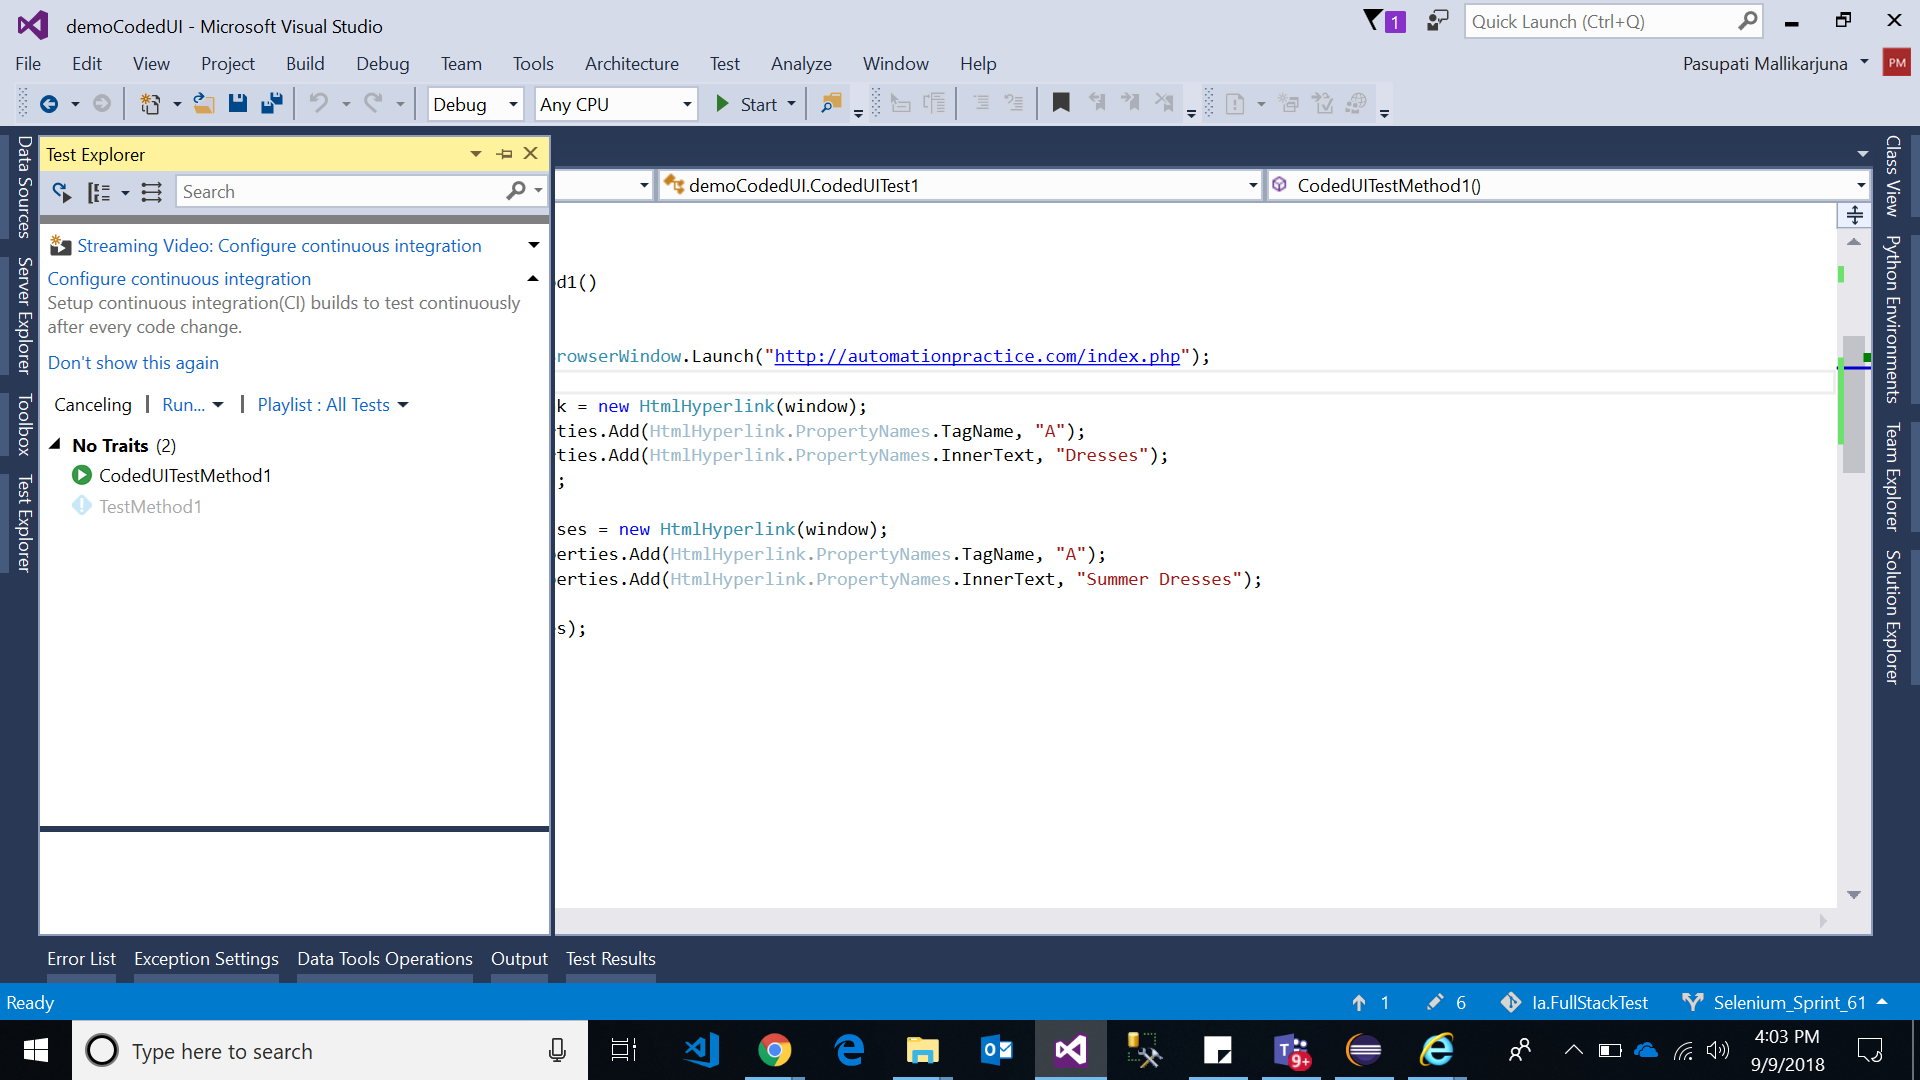 demoCodedUI - Microsoft Visual Studio
1
Quick Launch (Ctrl+Q)
File Edit View Project Build Debug Team Tools Test Architecture Analyze Window Help
Pasupati Mallikarjuna PM
Debug Any CPU Start
Data Sources
Server Explorer
Toolbox
Test Explorer
Test Explorer
Search
Streaming Video: Configure continuous integration
Configure continuous integration
Setup continuous integration(CI) builds to test continuously
after every code change.
Don't show this again
Canceling | Run... | Playlist : All Tests
No Traits (2)
CodedUITestMethod1
TestMethod1
demoCodedUI.CodedUITest1
CodedUITestMethod1()
d1()
rowserWindow.Launch("http://automationpractice.com/index.php");
k = new HtmlHyperlink(window);
ties.Add(HtmlHyperlink.PropertyNames.TagName, "A");
ties.Add(HtmlHyperlink.PropertyNames.InnerText, "Dresses");
;
ses = new HtmlHyperlink(window);
erties.Add(HtmlHyperlink.PropertyNames.TagName, "A");
erties.Add(HtmlHyperlink.PropertyNames.InnerText, "Summer Dresses");
s);
Class View
Python Environments
Team Explorer
Solution Explorer
Error List Exception Settings Data Tools Operations Output Test Results
Ready
1 6 Ia.FullStackTest Selenium_Sprint_61
Type here to search
9+
4:03 PM
9/9/2018